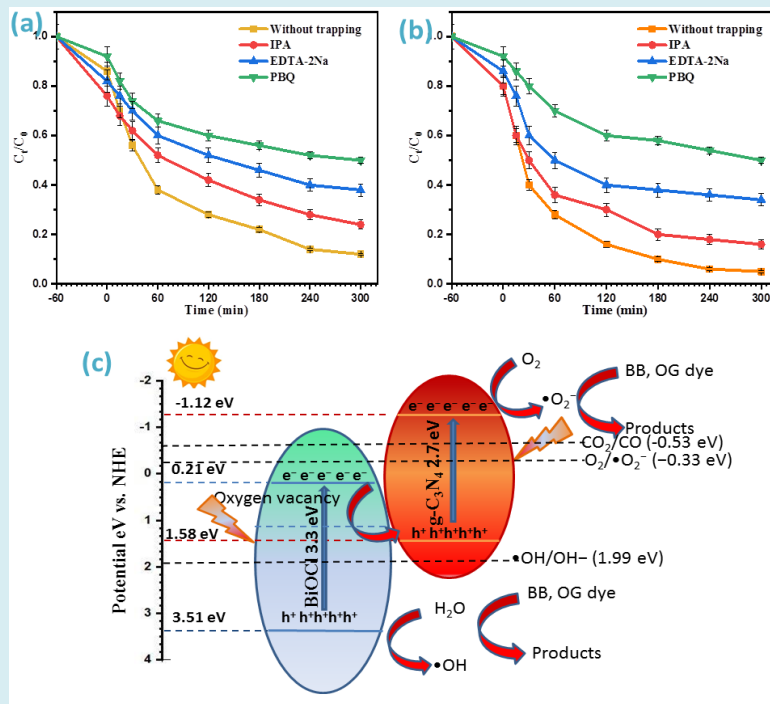 (a)
Without trapping
IPA
EDTA-2Na
PBQ
1.0
0.8
0.6
0.4
0.2
0.0
Cₜ/C₀
-60 0 60 120 180 240 300
Time (min)
(b)
Without trapping
IPA
EDTA-2Na
PBQ
1.0
0.8
0.6
0.4
0.2
0.0
Cₜ/C₀
-60 0 60 120 180 240 300
Time (min)
(c)
Potential eV vs. NHE
-2
-1
0
1
2
3
4
-1.12 eV
0.21 eV
1.58 eV
3.51 eV
e⁻ e⁻ e⁻ e⁻ e⁻
Oxygen vacancy
BiOCl 3.3 eV
h⁺ h⁺h⁺h⁺h⁺
e⁻ e⁻ e⁻ e⁻ e⁻
g-C₃N₄ 2.7 eV
h⁺ h⁺h⁺h⁺h⁺
O₂
•O₂⁻
BB, OG dye
Products
CO₂/CO (-0.53 eV)
O₂/•O₂⁻ (−0.33 eV)
•OH/OH− (1.99 eV)
H₂O
•OH
BB, OG dye
Products